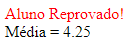 Aluno Reprovado!
Média = 4.25